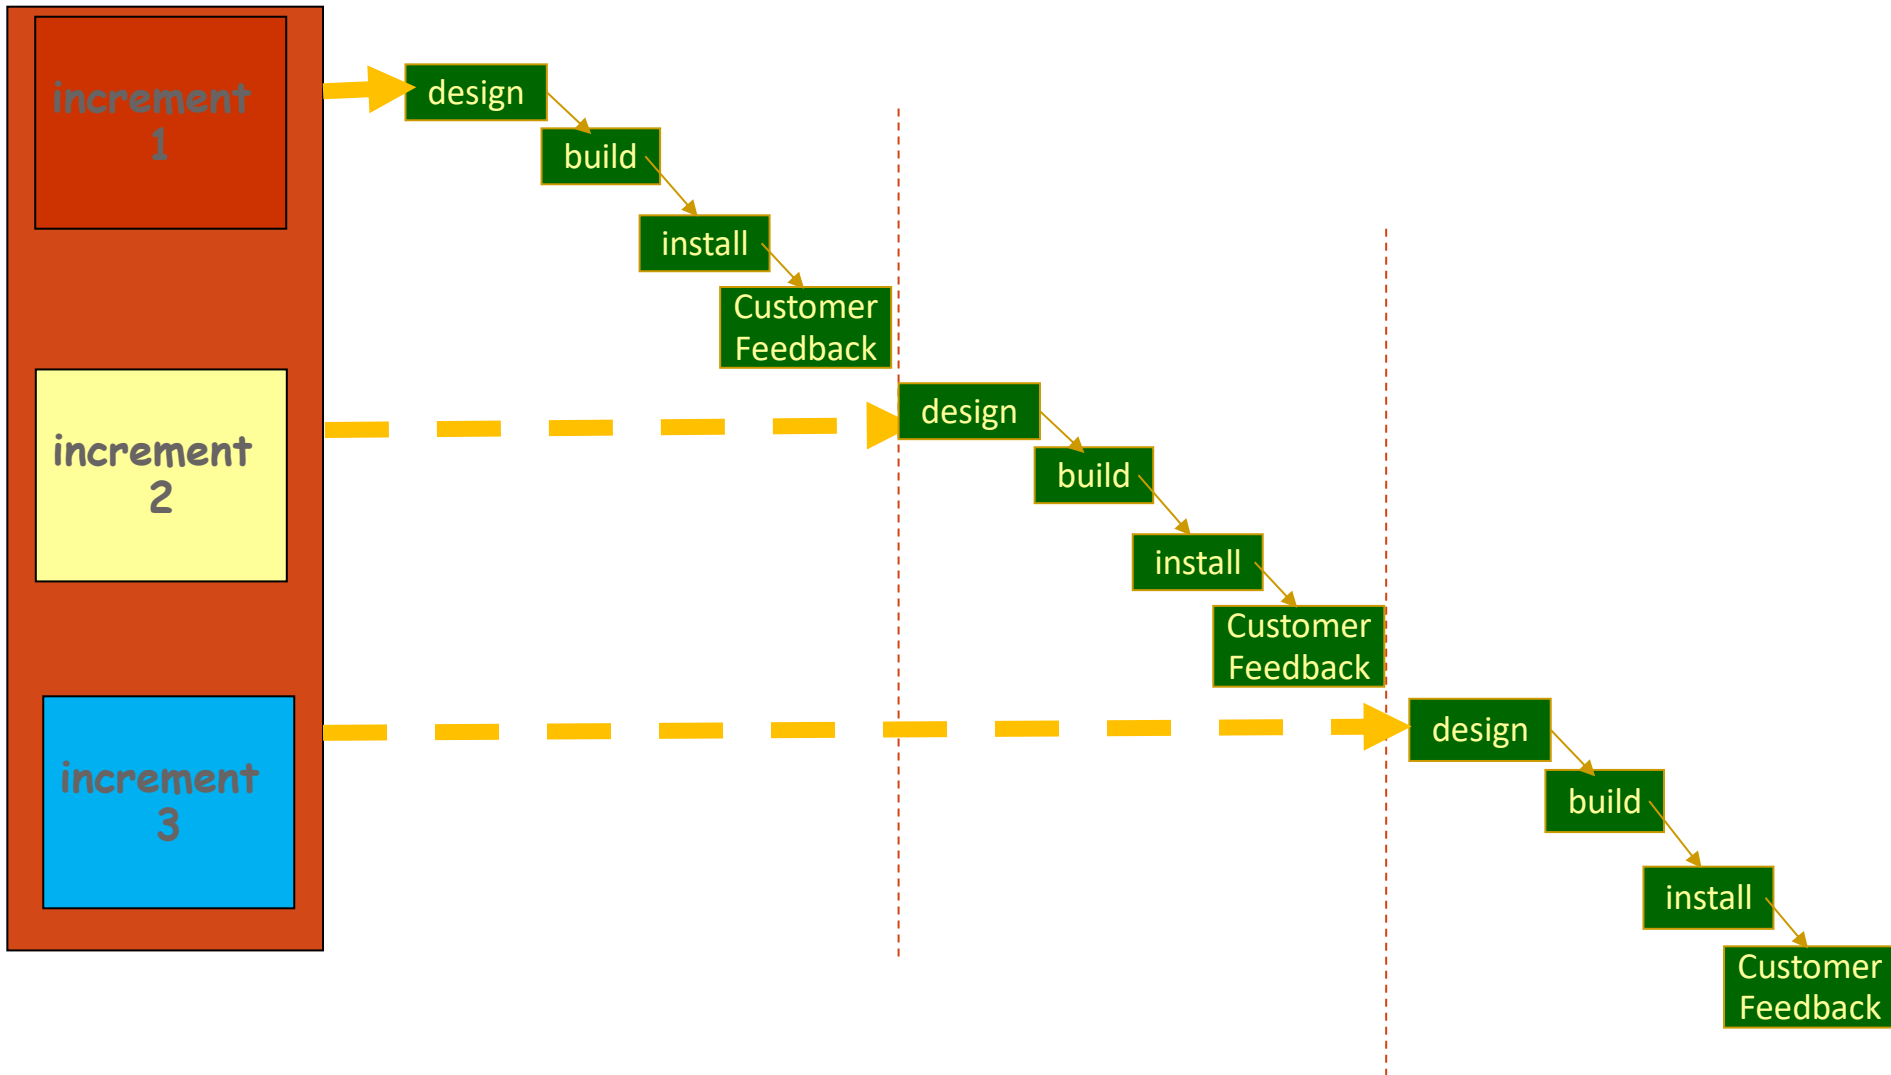 increment
1
design
build
install
Customer
Feedback
increment
2
design
build
install
Customer
Feedback
increment
3
design
build
install
Customer
Feedback